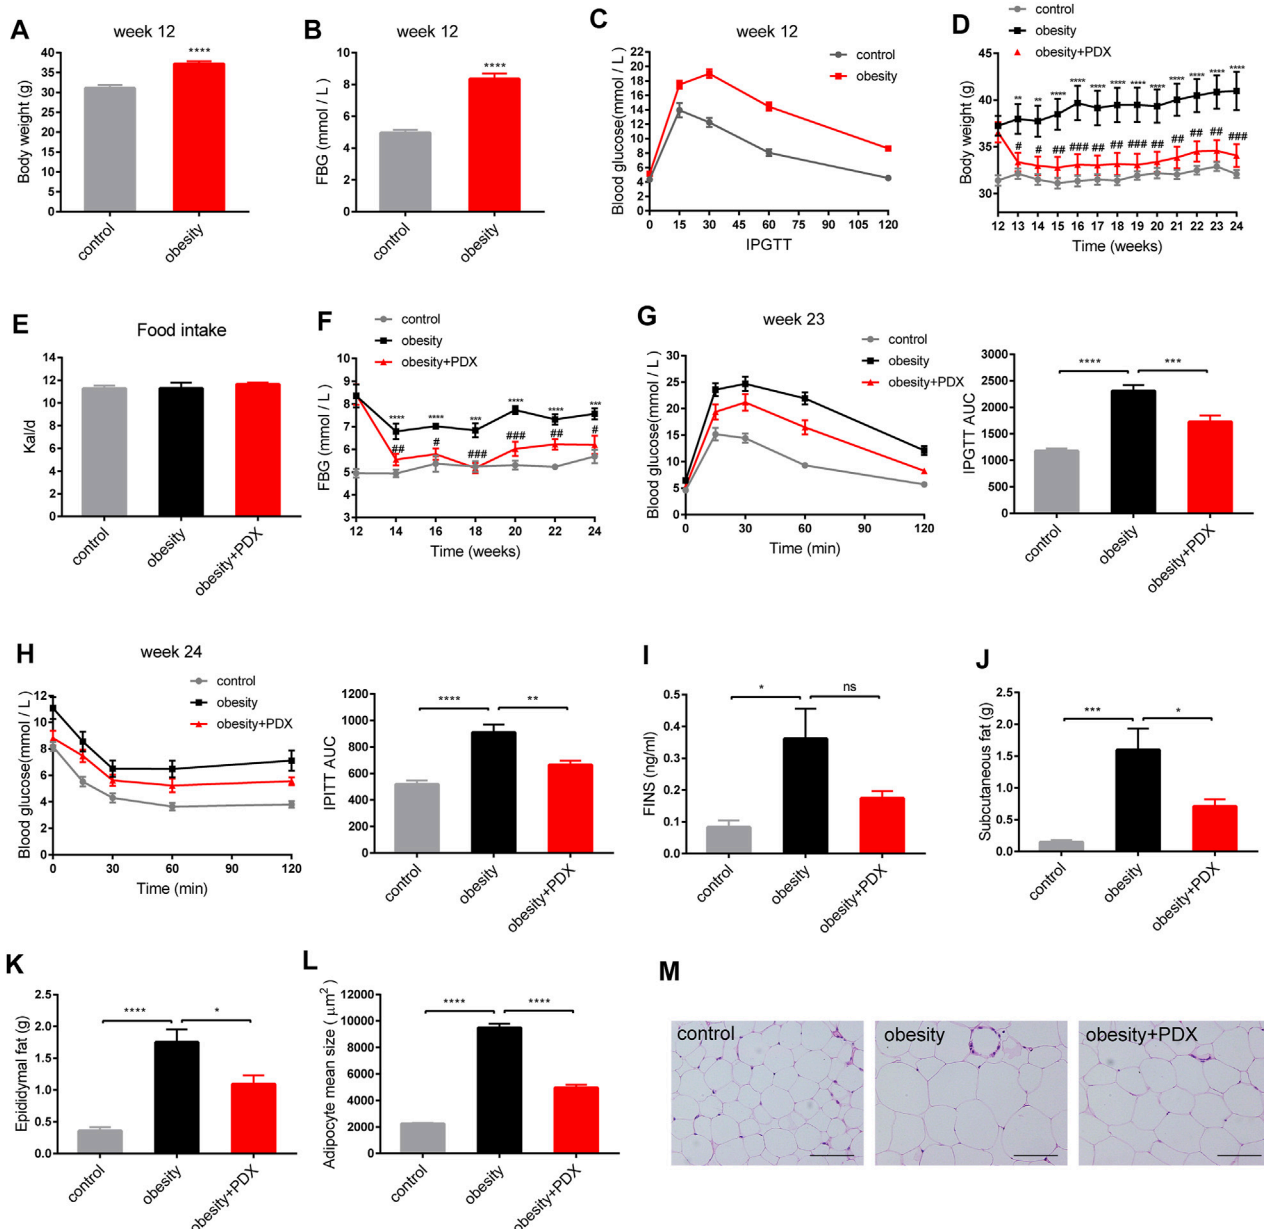 A
week 12
Body weight (g)
40
35
30
25
20
15
10
5
0
****
control
obesity
B
week 12
FBG (mmol / L)
10
8
6
4
2
0
****
control
obesity
C
week 12
Blood glucose(mmol / L)
22
20
18
16
14
12
10
8
6
4
2
0
control
obesity
0 15 30 45 60 75 90 105 120
IPGTT
D
control
obesity
obesity+PDX
Body weight (g)
45
40
35
30
** ** **** **** **** **** **** **** **** **** **** ****
# # ## ### ## ## ### ## ## ## ## ###
12 13 14 15 16 17 18 19 20 21 22 23 24
Time (weeks)
E
Food intake
Kal/d
14
12
10
8
6
4
2
0
control
obesity
obesity+PDX
F
control
obesity
obesity+PDX
FBG (mmol / L)
10
9
8
7
6
5
4
3
**** **** *** **** **** ***
## # ### ### ## #
12 14 16 18 20 22 24
Time (weeks)
G
week 23
control
obesity
obesity+PDX
Blood glucose(mmol / L)
30
25
20
15
10
5
0
0 30 60 90 120
Time (min)
IPGTT AUC
3000
2500
2000
1500
1000
500
0
**** ***
control
obesity
obesity+PDX
H
week 24
control
obesity
obesity+PDX
Blood glucose(mmol / L)
12
10
8
6
4
2
0
0 30 60 90 120
Time (min)
IPITT AUC
1200
1000
800
600
400
200
0
**** **
control
obesity
obesity+PDX
I
FINS (ng/ml)
0.5
0.4
0.3
0.2
0.1
0.0
* ns
control
obesity
obesity+PDX
J
Subcutaneous fat (g)
2.5
2.0
1.5
1.0
0.5
0.0
*** *
control
obesity
obesity+PDX
K
Epididymal fat (g)
2.5
2.0
1.5
1.0
0.5
0.0
**** *
control
obesity
obesity+PDX
L
Adipocyte mean size ( μm²)
12000
10000
8000
6000
4000
2000
0
**** ****
control
obesity
obesity+PDX
M
control
obesity
obesity+PDX